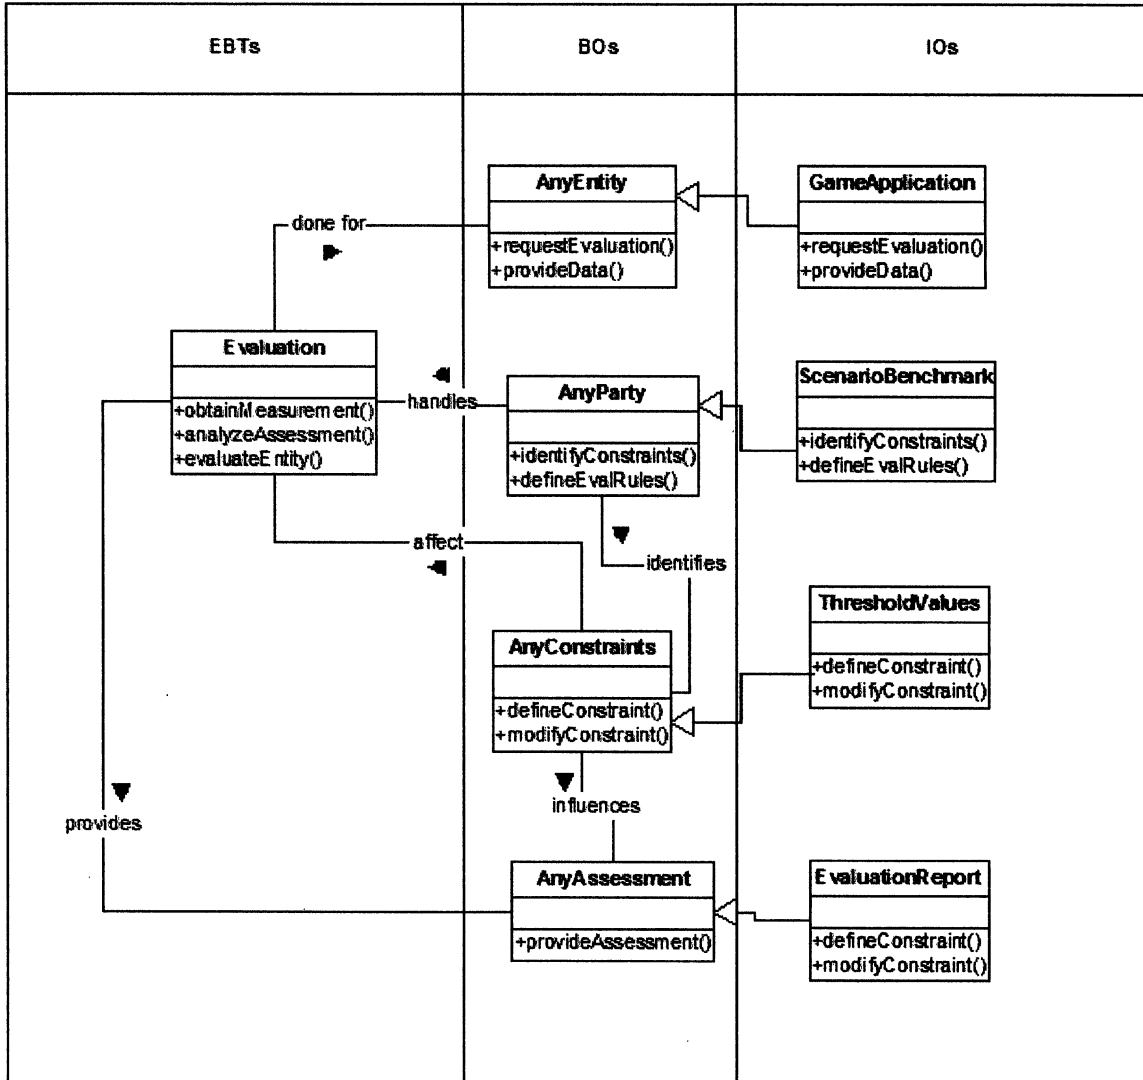 EBTs
BOs
IOs
AnyEntity
+requestEvaluation()
+provideData()
GameApplication
+requestEvaluation()
+provideData()
done for
Evaluation
+obtainMeasurement()
+analyzeAssessment()
+evaluateEntity()
handles
AnyParty
+identifyConstraints()
+defineEvalRules()
ScenarioBenchmark
+identifyConstraints()
+defineEvalRules()
affect
identifies
AnyConstraints
+defineConstraint()
+modifyConstraint()
ThresholdValues
+defineConstraint()
+modifyConstraint()
influences
provides
AnyAssessment
+provideAssessment()
EvaluationReport
+defineConstraint()
+modifyConstraint()